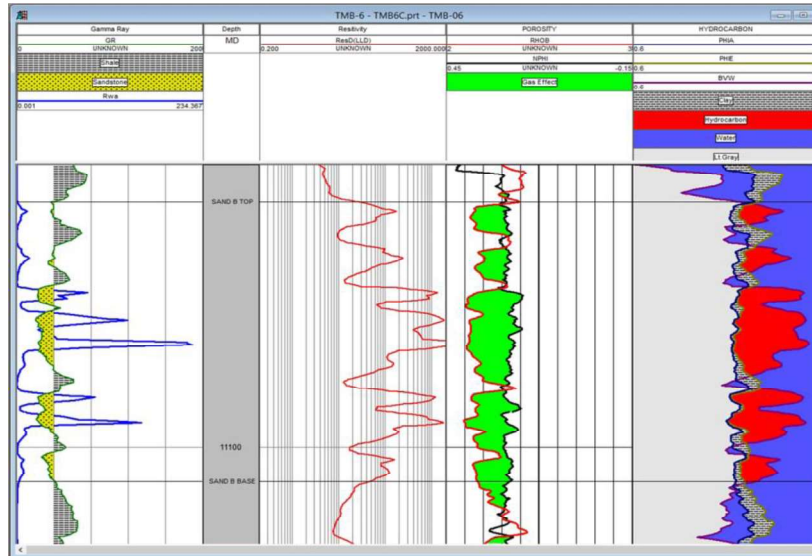 TMB-6 - TMB6C.prt - TMB-06
Gamma Ray
GR
0 UNKNOWN 200
Shale
Sandstone
Rwa
0.001 234.367
Depth
MD
Resitivity
ResD(LLD)
0.200 UNKNOWN 2000.000
POROSITY
RHOB
2 UNKNOWN 3
NPHI
0.45 UNKNOWN -0.15
Gas Effect
HYDROCARBON
PHIA
0.6
PHIE
0.6
BVW
0.6
Clay
Hydrocarbon
Water
Lt Gray
SAND B TOP
11100
SAND B BASE